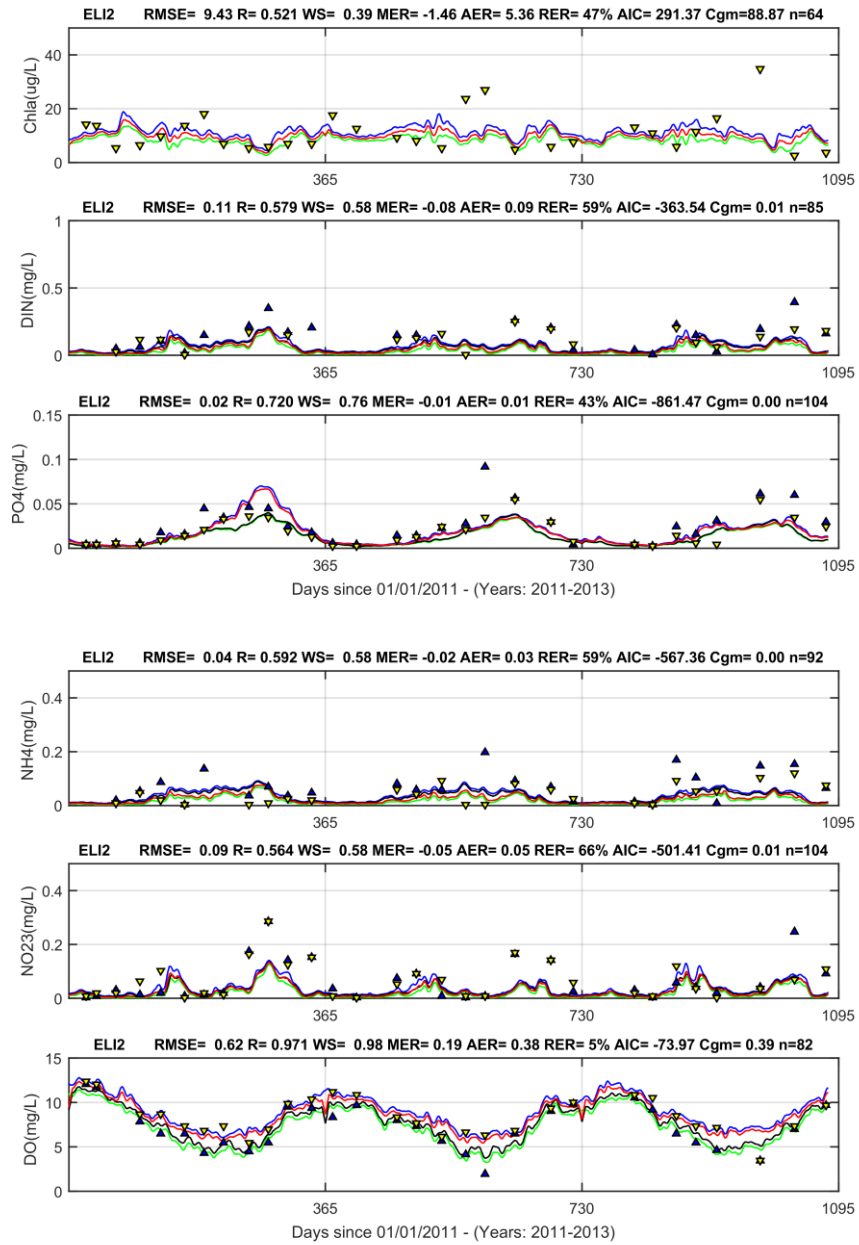 ELI2 RMSE= 9.43 R= 0.521 WS= 0.39 MER= -1.46 AER= 5.36 RER= 47% AIC= 291.37 Cgm=88.87 n=64
Chla(ug/L)
40
20
0
365 730 1095
ELI2 RMSE= 0.11 R= 0.579 WS= 0.58 MER= -0.08 AER= 0.09 RER= 59% AIC= -363.54 Cgm= 0.01 n=85
DIN(mg/L)
1
0.5
0
365 730 1095
ELI2 RMSE= 0.02 R= 0.720 WS= 0.76 MER= -0.01 AER= 0.01 RER= 43% AIC= -861.47 Cgm= 0.00 n=104
PO4(mg/L)
0.15
0.1
0.05
0
365 730 1095
Days since 01/01/2011 - (Years: 2011-2013)
ELI2 RMSE= 0.04 R= 0.592 WS= 0.58 MER= -0.02 AER= 0.03 RER= 59% AIC= -567.36 Cgm= 0.00 n=92
NH4(mg/L)
0.4
0.2
0
365 730 1095
ELI2 RMSE= 0.09 R= 0.564 WS= 0.58 MER= -0.05 AER= 0.05 RER= 66% AIC= -501.41 Cgm= 0.01 n=104
NO23(mg/L)
0.4
0.2
0
365 730 1095
ELI2 RMSE= 0.62 R= 0.971 WS= 0.98 MER= 0.19 AER= 0.38 RER= 5% AIC= -73.97 Cgm= 0.39 n=82
DO(mg/L)
15
10
5
0
365 730 1095
Days since 01/01/2011 - (Years: 2011-2013)